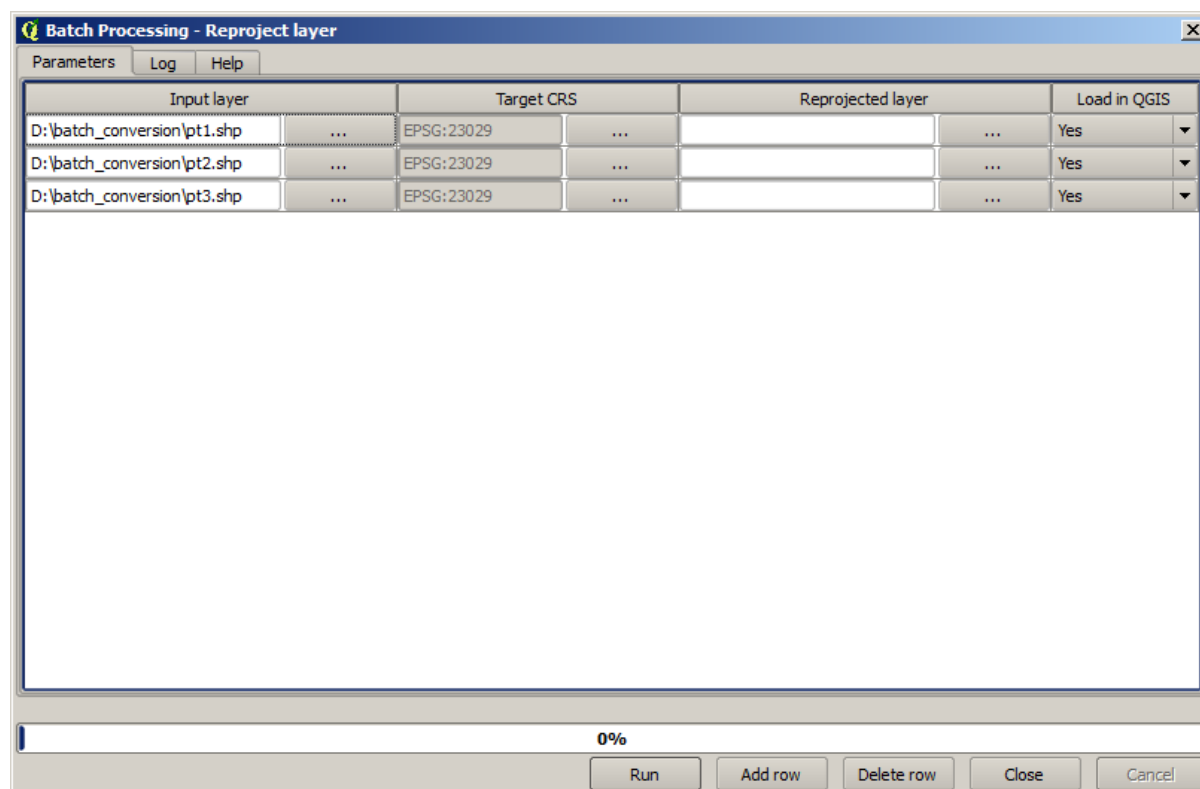 Batch Processing - Reproject layer
Parameters Log Help
Input layer Target CRS Reprojected layer Load in QGIS
D:\batch_conversion\pt1.shp ... EPSG:23029 ... ... Yes
D:\batch_conversion\pt2.shp ... EPSG:23029 ... ... Yes
D:\batch_conversion\pt3.shp ... EPSG:23029 ... ... Yes
0%
Run Add row Delete row Close Cancel